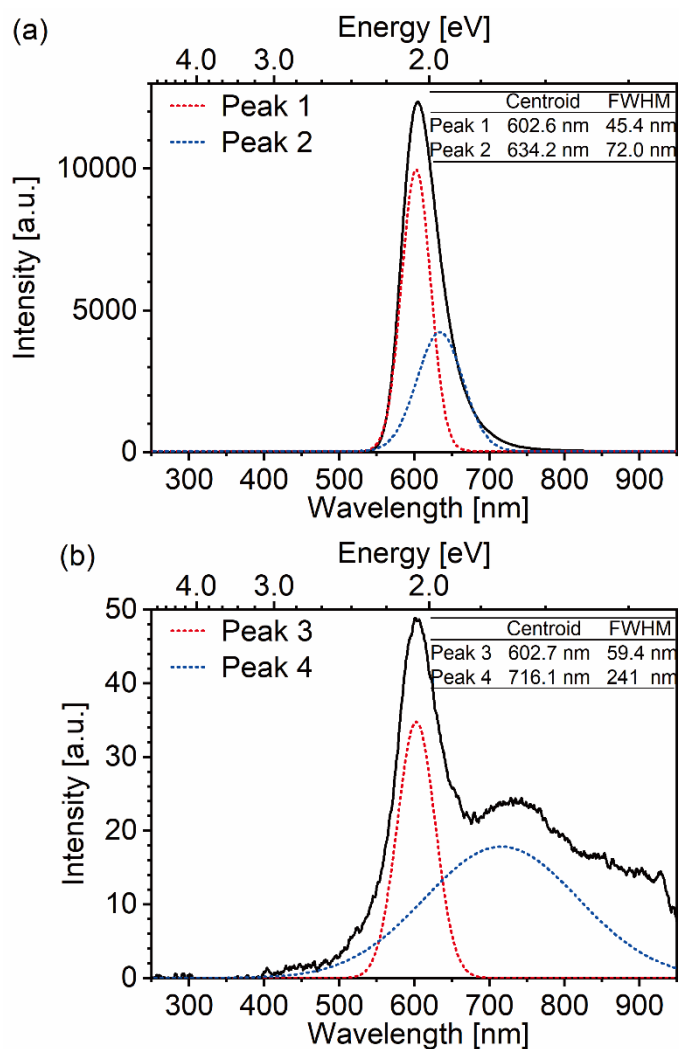 (a)
Energy [eV]
4.0 3.0 2.0
Peak 1
Peak 2
Centroid FWHM
Peak 1 602.6 nm 45.4 nm
Peak 2 634.2 nm 72.0 nm
10000
5000
0
Intensity [a.u.]
300 400 500 600 700 800 900
Wavelength [nm]
(b)
Energy [eV]
4.0 3.0 2.0
Peak 3
Peak 4
Centroid FWHM
Peak 3 602.7 nm 59.4 nm
Peak 4 716.1 nm 241 nm
50
40
30
20
10
0
Intensity [a.u.]
300 400 500 600 700 800 900
Wavelength [nm]